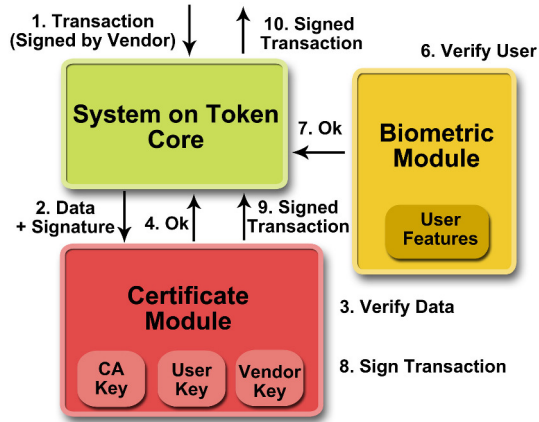 1. Transaction
(Signed by Vendor)
10. Signed
Transaction
6. Verify User
System on Token
Core
7. Ok
Biometric
Module
User
Features
2. Data
+ Signature
4. Ok
9. Signed
Transaction
Certificate
Module
3. Verify Data
8. Sign Transaction
CA
Key
User
Key
Vendor
Key